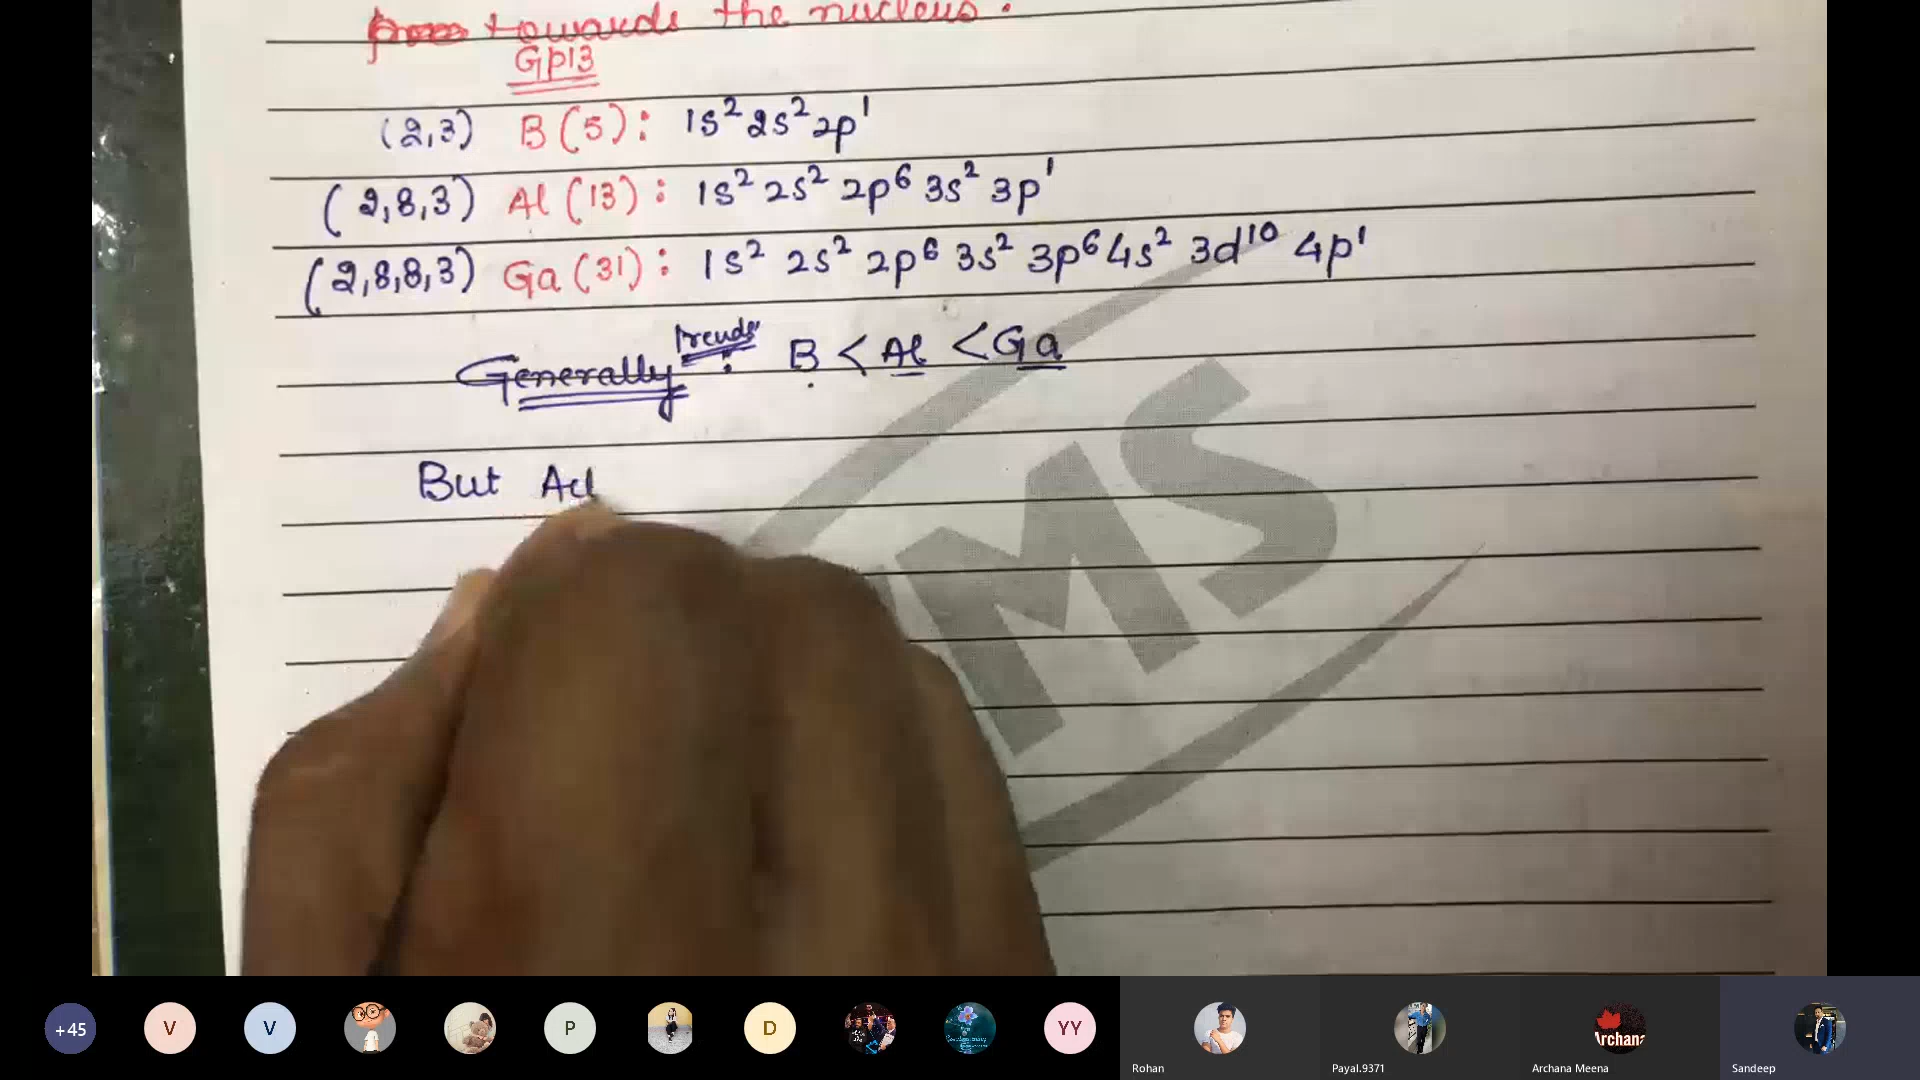 towards the nucleus.
Gp13
(2,3) B(5): 1s² 2s² 2p¹
(2,8,3) Al(13): 1s² 2s² 2p⁶ 3s² 3p¹
(2,8,8,3) Ga(31): 1s² 2s² 2p⁶ 3s² 3p⁶ 4s² 3d¹⁰ 4p¹
Generally trends: B < Al < Ga
But
MS
+45
V
V
P
D
YY
Archana
Rohan
Payal.9371
Archana Meena
Sandeep